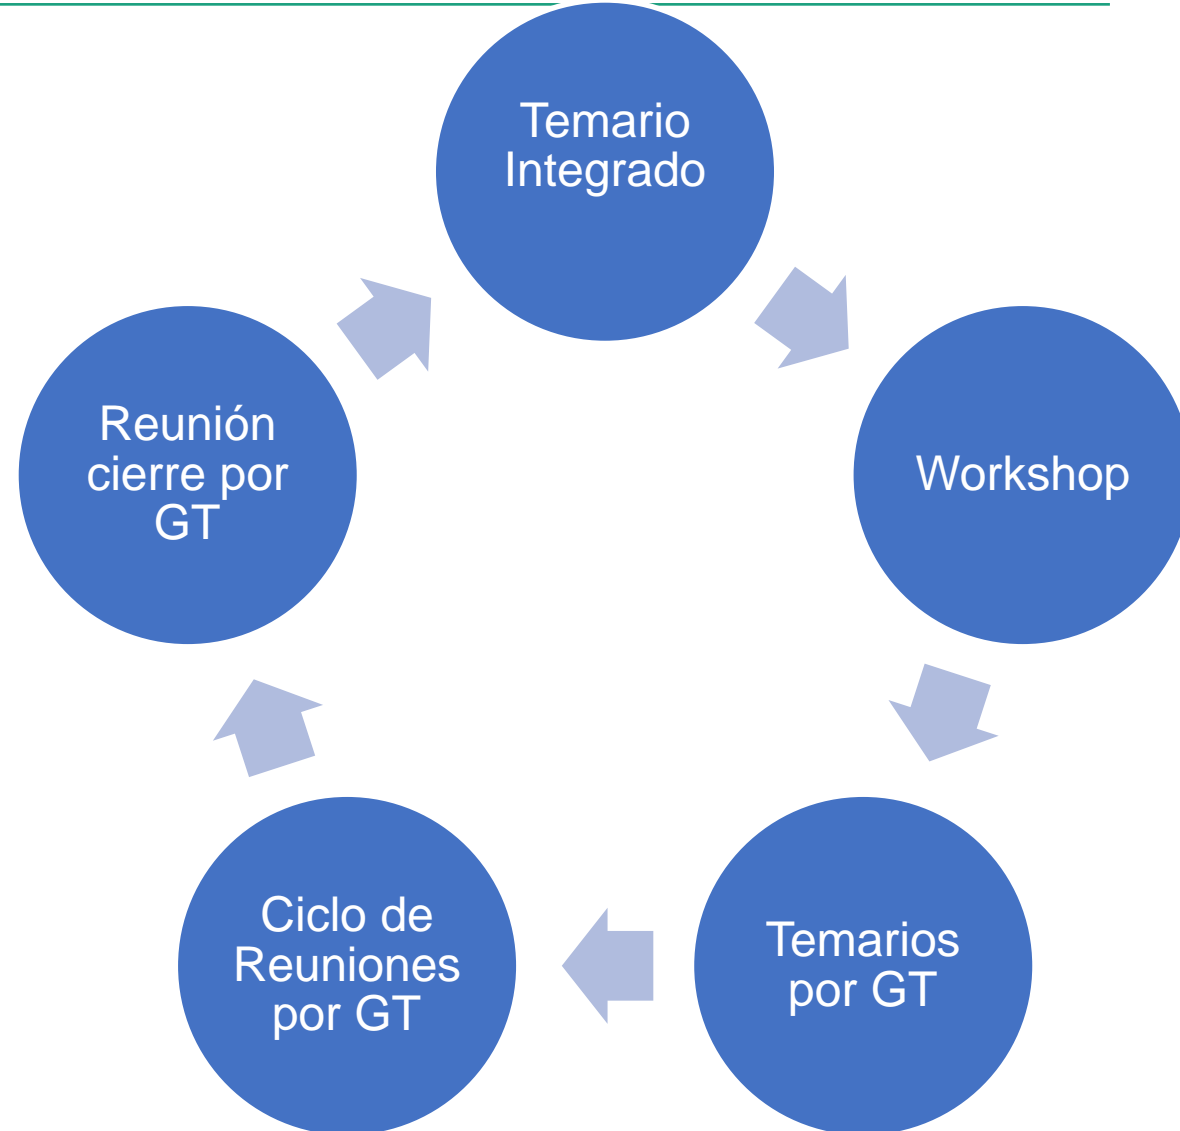 Temario
Integrado
Workshop
Temarios
por GT
Ciclo de
Reuniones
por GT
Reunión
cierre por
GT